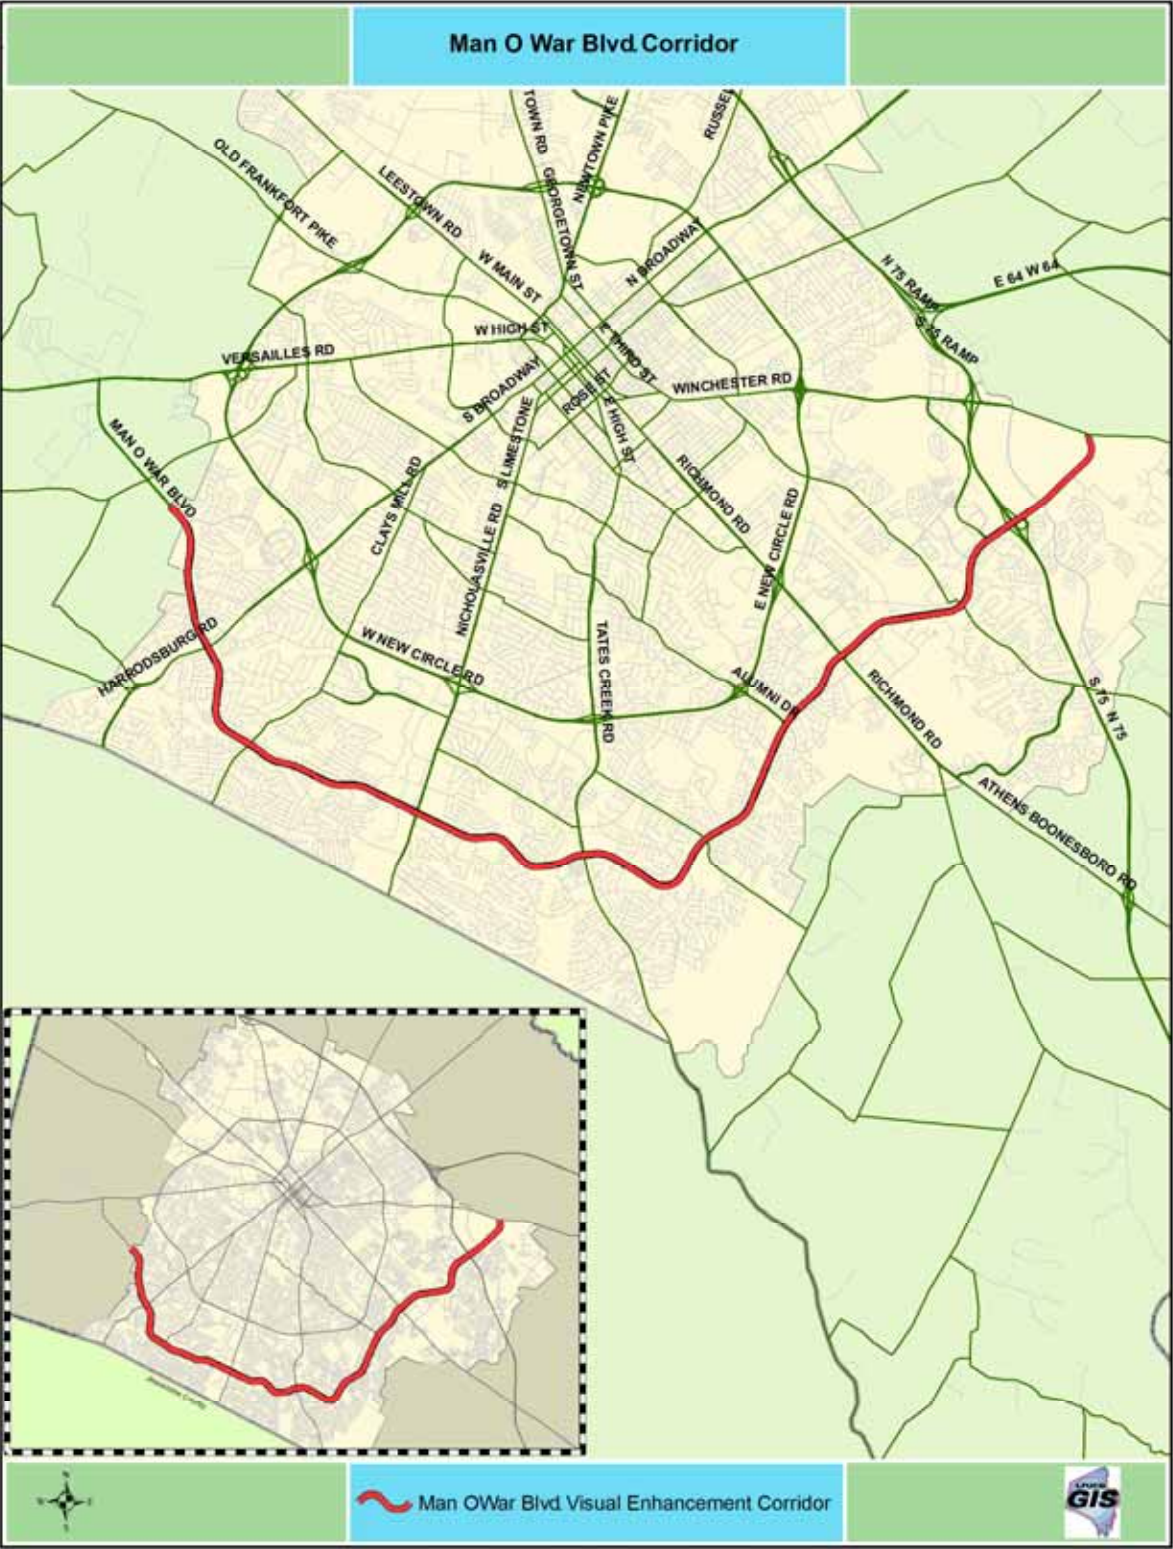 Man O War Blvd. Corridor
TOWN RD
NEWTOWN PIKE
OLD FRANKFORT PIKE
LEESTOWN RD
GEORGETOWN ST
N BROADWAY
W MAIN ST
N 75 RAMP
E 64 W 64
S 75 RAMP
W HIGH ST
E THIRD ST
VERSAILLES RD
S BROADWAY
ROSE ST
WINCHESTER RD
MAN O WAR BLVD
S LIMESTONE
E HIGH ST
CLAYS MILL RD
RICHMOND RD
NICHOLASVILLE RD
E NEW CIRCLE RD
HARRODSBURG RD
W NEW CIRCLE RD
TATES CREEK RD
ALUMNI DR
RICHMOND RD
S 75 N 75
ATHENS BOONESBORO RD
N
W E
S
Man OWar Blvd. Visual Enhancement Corridor
GIS